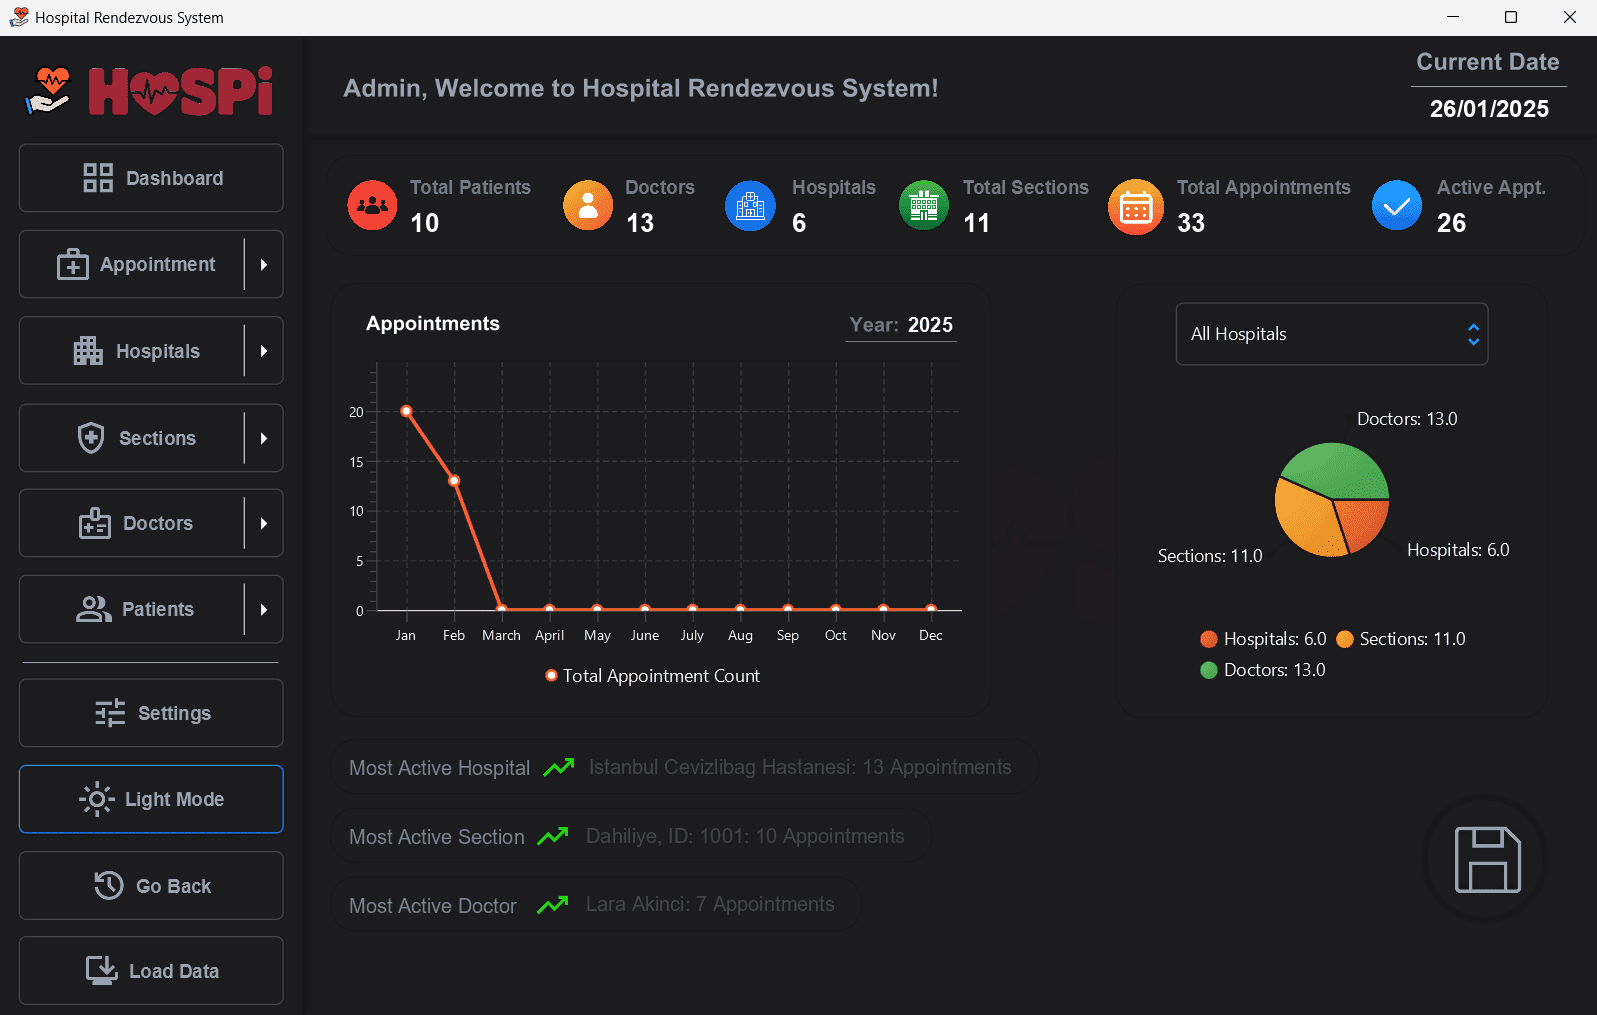 Hospital Rendezvous System
HOSPi
Admin, Welcome to Hospital Rendezvous System!
Current Date
26/01/2025
Dashboard
Appointment
Hospitals
Sections
Doctors
Patients
Settings
Light Mode
Go Back
Load Data
Total Patients
10
Doctors
13
Hospitals
6
Total Sections
11
Total Appointments
33
Active Appt.
26
Appointments
Year: 2025
20
15
10
5
0
Jan Feb March April May June July Aug Sep Oct Nov Dec
Total Appointment Count
All Hospitals
Doctors: 13.0
Sections: 11.0
Hospitals: 6.0
Hospitals: 6.0 Sections: 11.0
Doctors: 13.0
Most Active Hospital Istanbul Cevizlibag Hastanesi: 13 Appointments
Most Active Section Dahiliye, ID: 1001: 10 Appointments
Most Active Doctor Lara Akinci: 7 Appointments